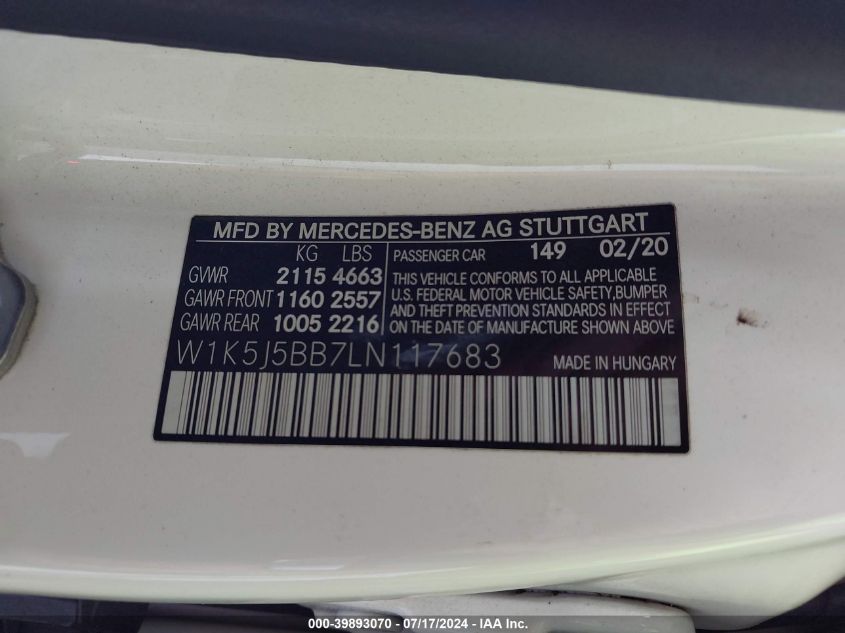 MFD BY MERCEDES-BENZ AG STUTTGART
KG LBS
GVWR 2115 4663
GAWR FRONT 1160 2557
GAWR REAR 1005 2216
PASSENGER CAR 149 02/20
THIS VEHICLE CONFORMS TO ALL APPLICABLE
U.S. FEDERAL MOTOR VEHICLE SAFETY,BUMPER
AND THEFT PREVENTION STANDARDS IN EFFECT
ON THE DATE OF MANUFACTURE SHOWN ABOVE
W1K5J5BB7LN117683 MADE IN HUNGARY
000-39893070 - 07/17/2024 - IAA Inc.